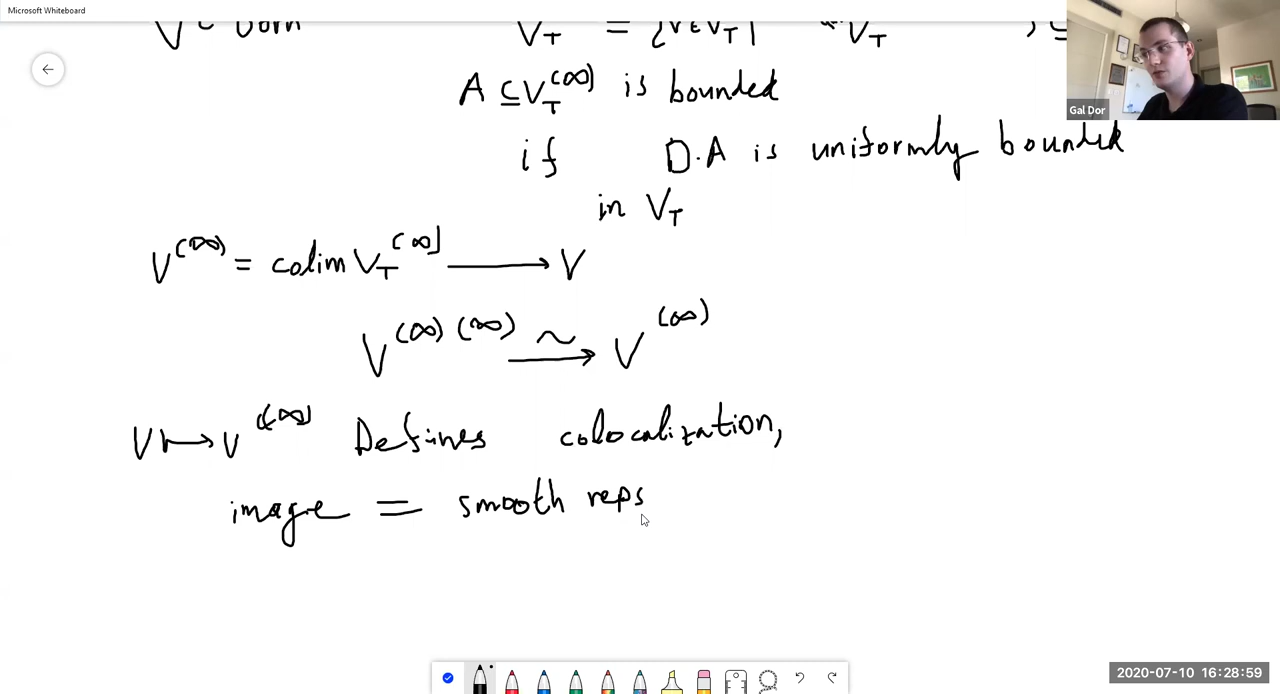 Microsoft Whiteboard
V_T = {v ∈ V_T | V_T
A ⊆ V_T^(∞) is bounded
Gal Dor
if D.A is uniformly bounded
in V_T
V^(∞) = colim V_T^(∞) ⟶ V
V^(∞)(∞) ⥲ V^(∞)
V ↦ V^(∞) Defines colocalization,
image = smooth reps
2020-07-10 16:28:59